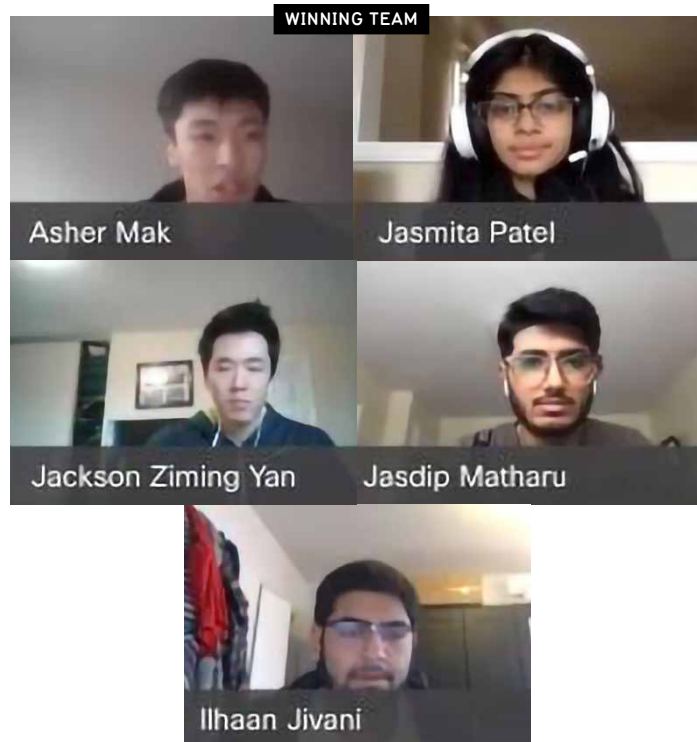 WINNING TEAM
Asher Mak
Jasmita Patel
Jackson Ziming Yan
Jasdip Matharu
Ilhaan Jivani